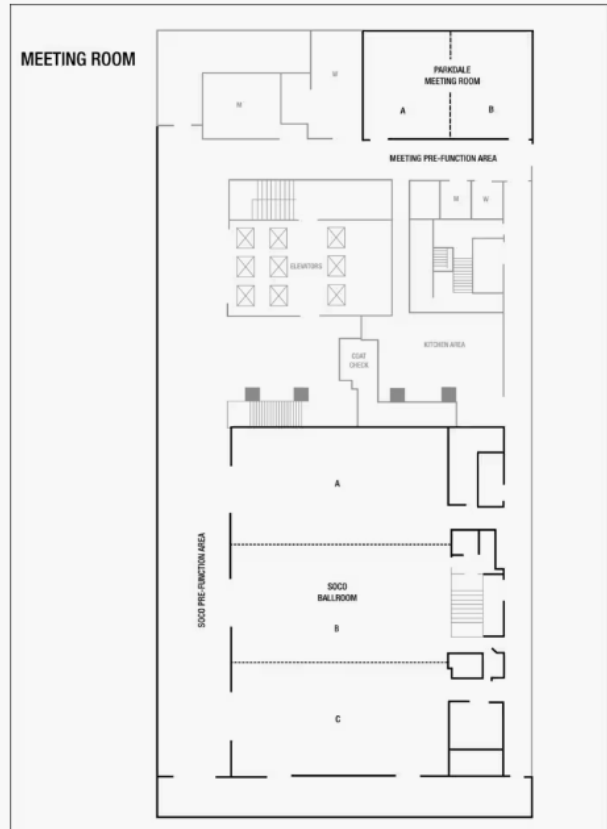 MEETING ROOM
M
W
PARKDALE
MEETING ROOM
A
B
MEETING PRE-FUNCTION AREA
M
W
ELEVATORS
KITCHEN AREA
COAT
CHECK
A
SOCO PRE-FUNCTION AREA
SOCO
BALLROOM
B
C